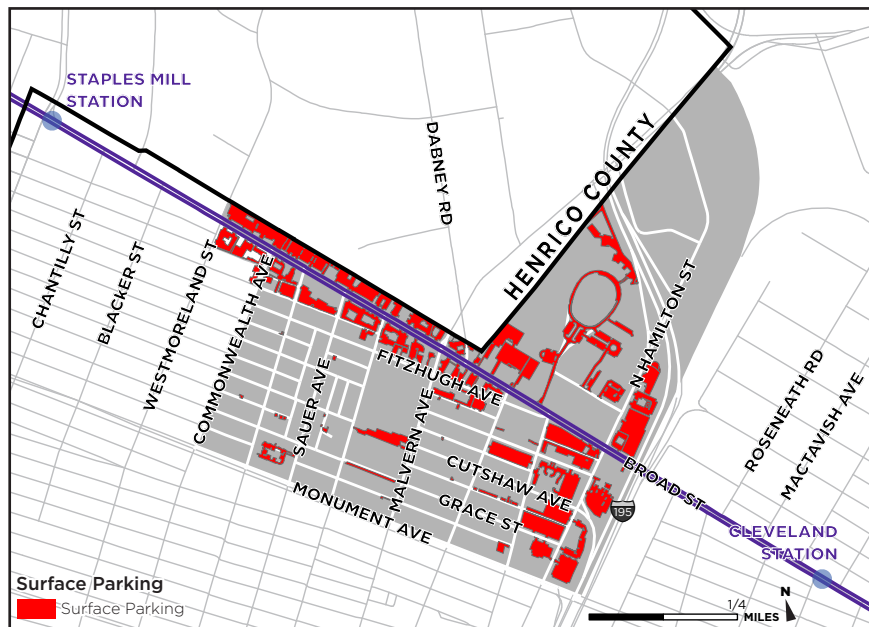 STAPLES MILL
STATION
DABNEY RD
HENRICO COUNTY
CHANTILLY ST
BLACKER ST
WESTMORELAND ST
COMMONWEALTH AVE
SAUER AVE
FITZHUGH AVE
MALVERN AVE
N HAMILTON ST
ROSENEATH RD
MACTAVISH AVE
CUTSHAW AVE
GRACE ST
MONUMENT AVE
BROAD ST
195
CLEVELAND
STATION
Surface Parking
Surface Parking
1/4
MILES
N